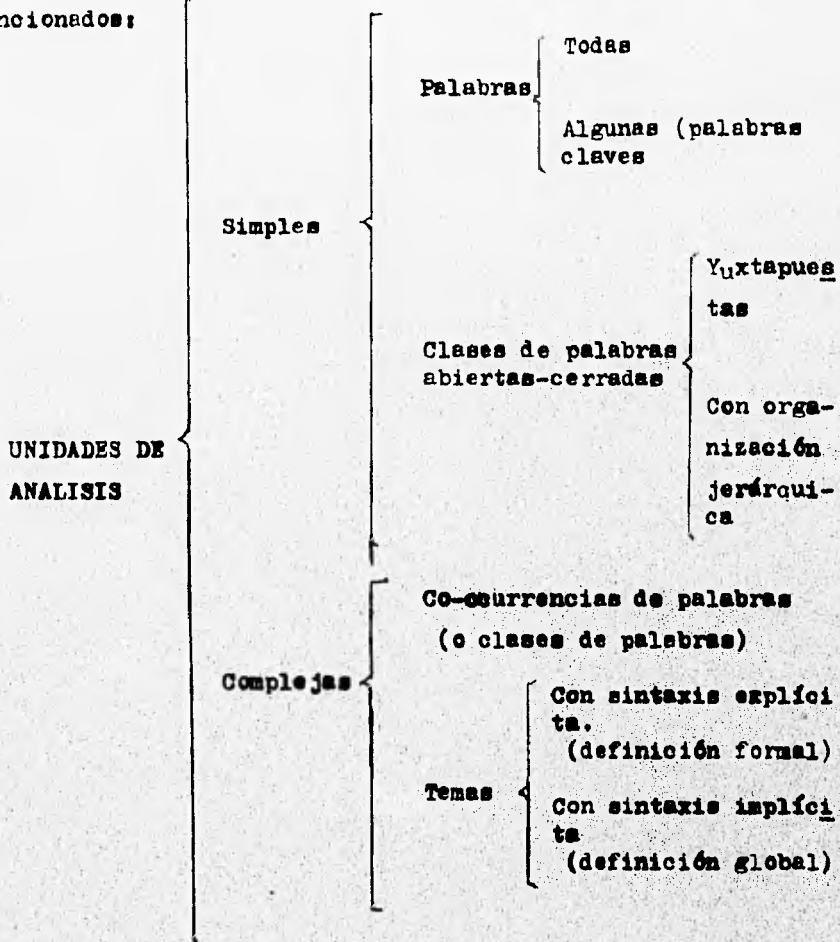 ncionados:
Todas
Palabras
Algunas (palabras
claves
Simples
Yuxtapues
tas
Clases de palabras
abiertas-cerradas
Con orga-
nización
jerárqui-
ca
UNIDADES DE
ANALISIS
Co-ocurrencias de palabras
(o clases de palabras)
Complejas
Con sintaxis explíci
ta.
(definición formal)
Temas
Con sintaxis implíci
ta
(definición global)